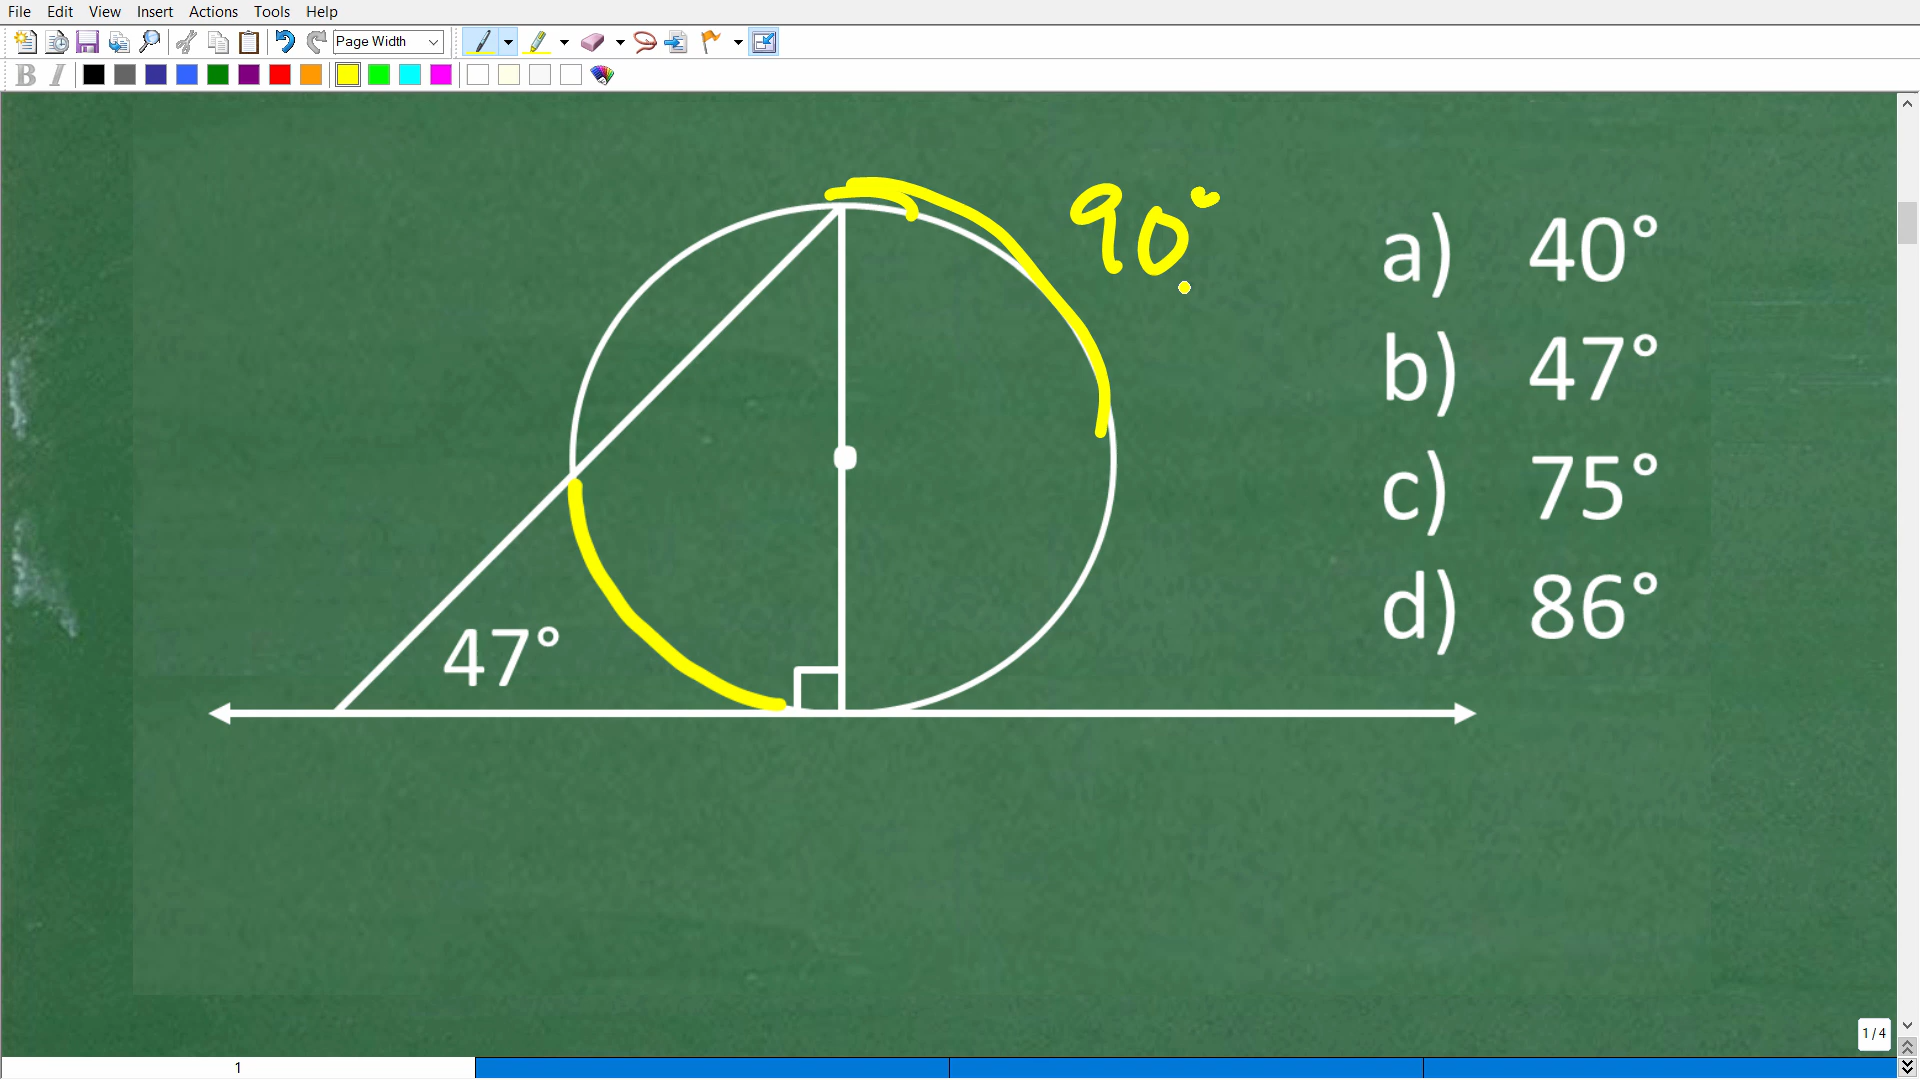 File Edit View Insert Actions Tools Help
Page Width
B I
90°
a) 40°
b) 47°
c) 75°
d) 86°
47°
1 / 4
1